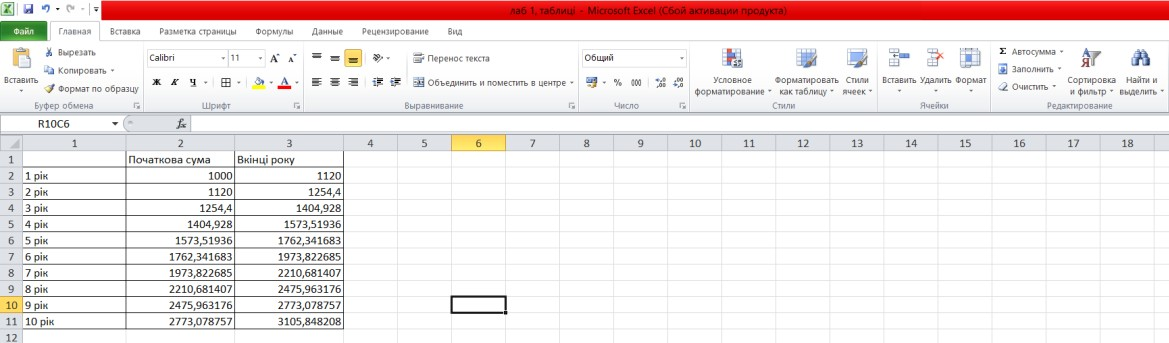 лаб 1. таблиці - Microsoft Excel (Сбой активации продукта)
Файл Главная Вставка Разметка страницы Формулы Данные Рецензирование Вид
Вставить
Вырезать
Копировать
Формат по образцу
Буфер обмена
Calibri 11 A A
Ж К Ч А
Шрифт
Перенос текста
Объединить и поместить в центре
Выравнивание
Общий
% 000 ,00 ,0
Число
Условное форматирование
Форматировать как таблицу
Стили ячеек
Стили
Вставить Удалить Формат
Ячейки
Σ Автосумма
Заполнить
Очистить
Сортировка и фильтр
Найти и выделить
Редактирование
R10C6 fx
1 2 3 4 5 6 7 8 9 10 11 12 13 14 15 16 17 18
1 Початкова сума Вкінці року
2 1 рік 1000 1120
3 2 рік 1120 1254,4
4 3 рік 1254,4 1404,928
5 4 рік 1404,928 1573,51936
6 5 рік 1573,51936 1762,341683
7 6 рік 1762,341683 1973,822685
8 7 рік 1973,822685 2210,681407
9 8 рік 2210,681407 2475,963176
10 9 рік 2475,963176 2773,078757
11 10 рік 2773,078757 3105,848208
12